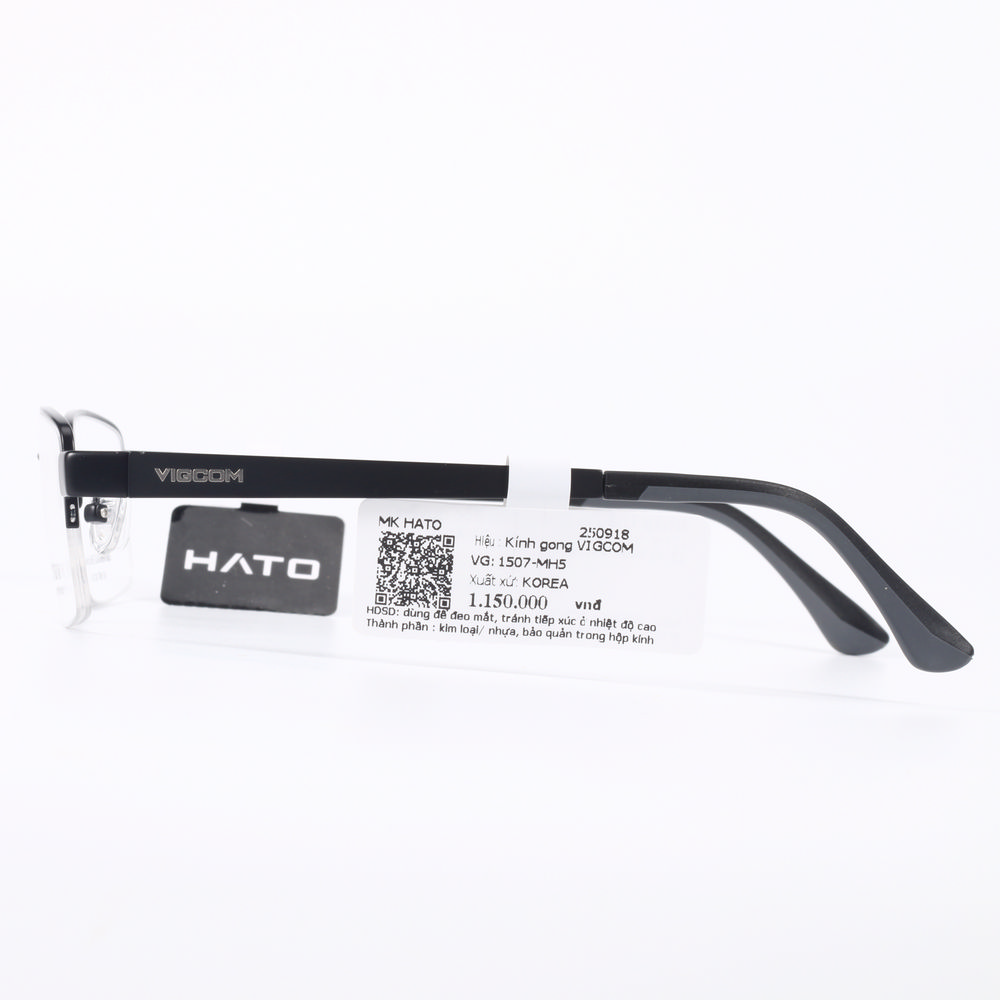 VIGCOM
HATO
MK HATO
250918
Hiệu : Kính gọng VIGCOM
VG: 1507-MH5
Xuất xứ: KOREA
1.150.000 vnđ
HDSD: dùng để đeo mắt, tránh tiếp xúc ở nhiệt độ cao
Thành phần : kim loại/ nhựa, bảo quản trong hộp kính